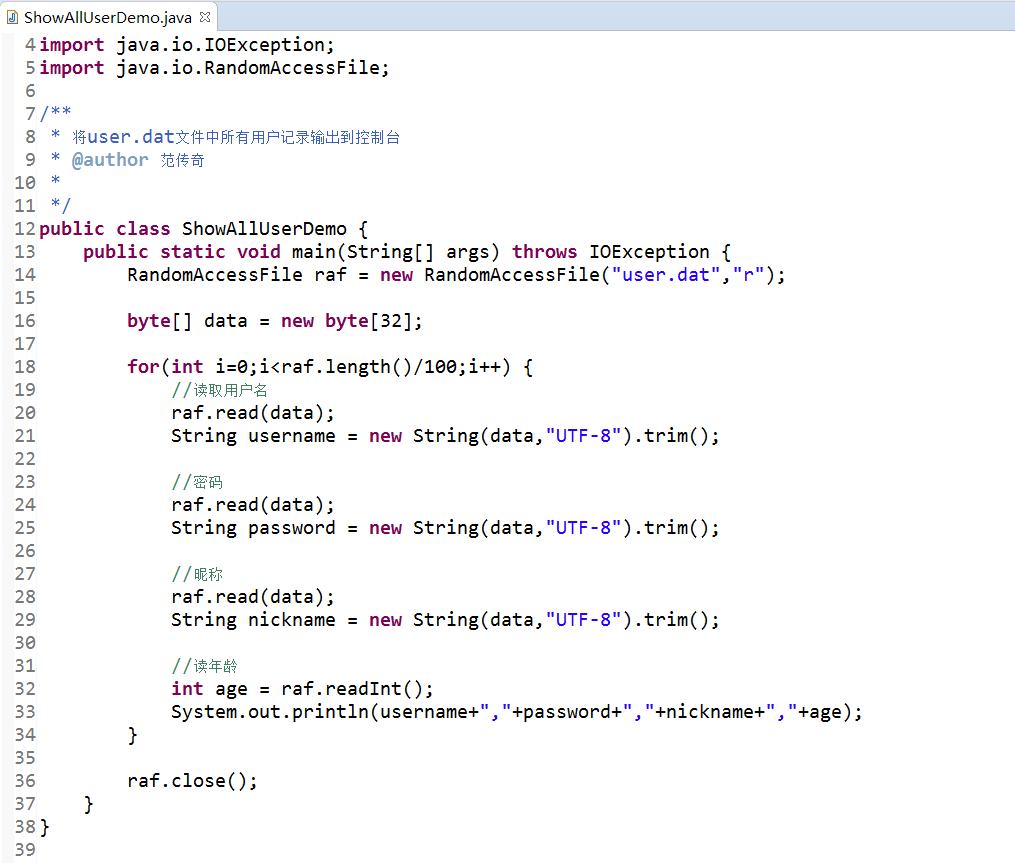 ShowAllUserDemo.java
4 import java.io.IOException;
5 import java.io.RandomAccessFile;
6
7 /**
8  * 将user.dat文件中所有用户记录输出到控制台
9  * @author 范传奇
10  *
11  */
12 public class ShowAllUserDemo {
13     public static void main(String[] args) throws IOException {
14         RandomAccessFile raf = new RandomAccessFile("user.dat","r");
15
16         byte[] data = new byte[32];
17
18         for(int i=0;i<raf.length()/100;i++) {
19             //读取用户名
20             raf.read(data);
21             String username = new String(data,"UTF-8").trim();
22
23             //密码
24             raf.read(data);
25             String password = new String(data,"UTF-8").trim();
26
27             //昵称
28             raf.read(data);
29             String nickname = new String(data,"UTF-8").trim();
30
31             //读年龄
32             int age = raf.readInt();
33             System.out.println(username+","+password+","+nickname+","+age);
34         }
35
36         raf.close();
37     }
38 }
39